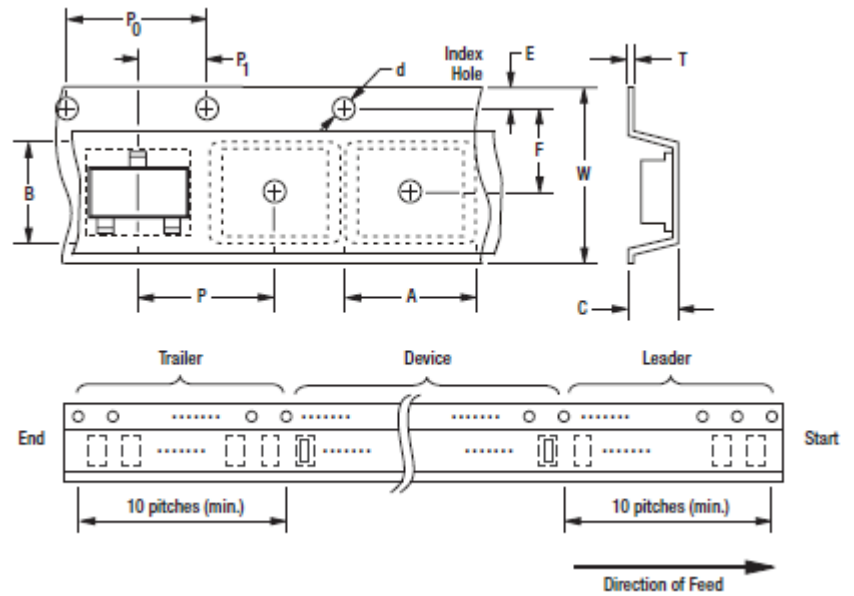 P0
P1
d
Index
Hole
E
T
B
F
W
P
A
C
Trailer
Device
Leader
End
Start
10 pitches (min.)
10 pitches (min.)
Direction of Feed